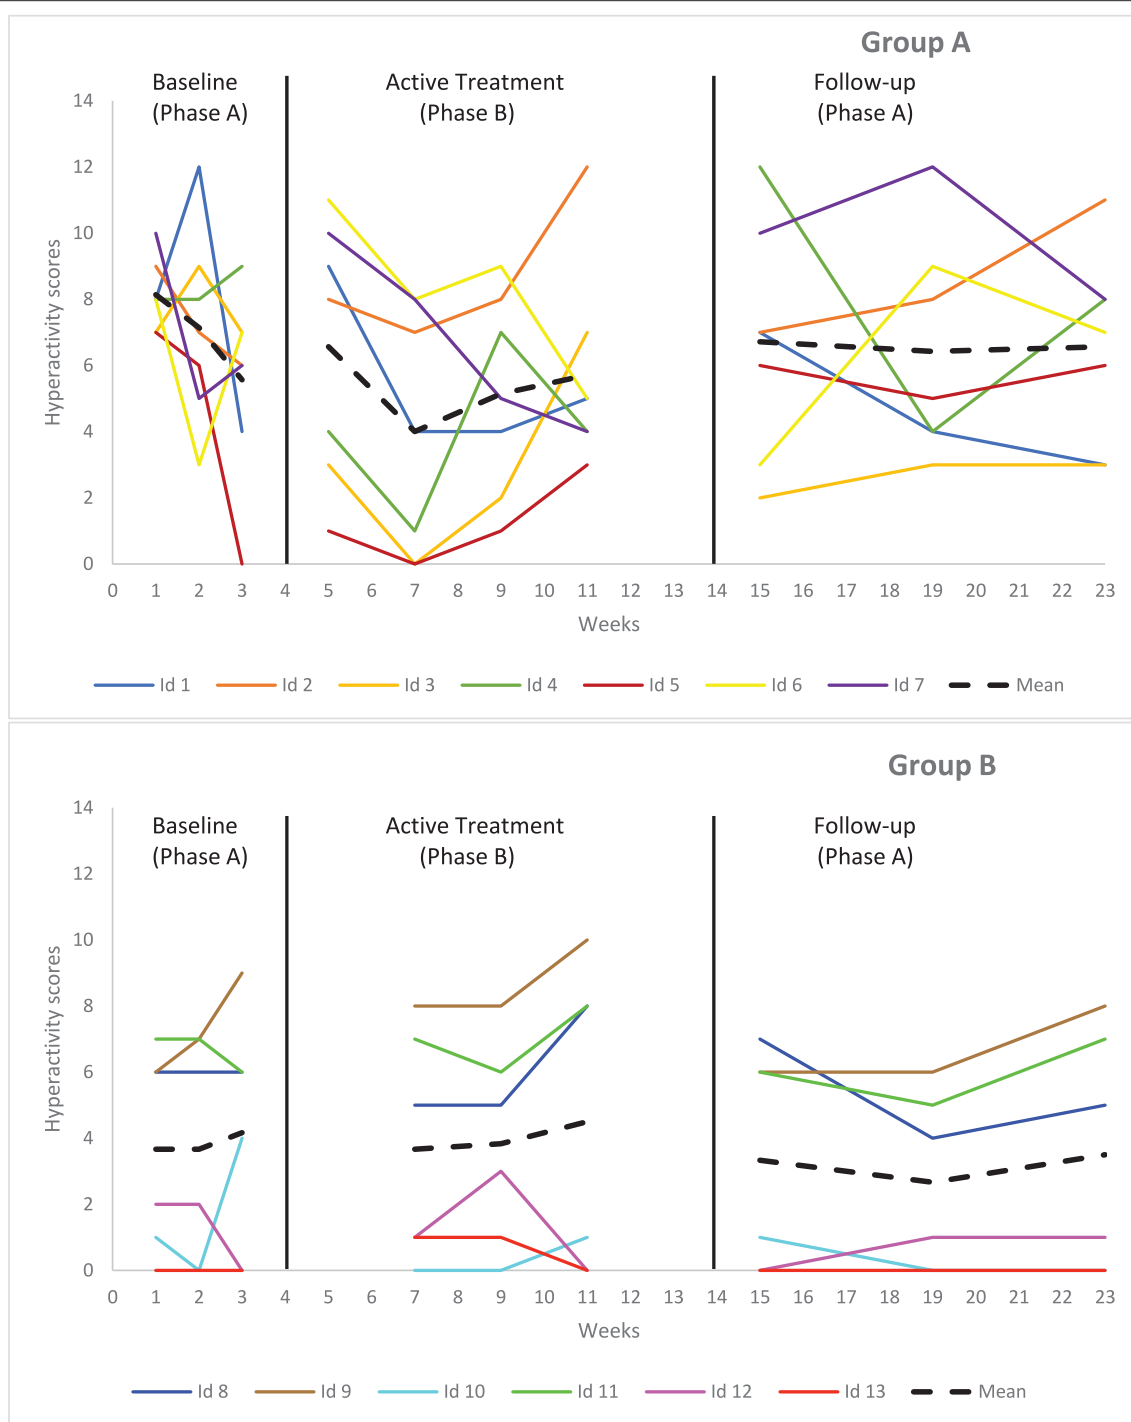 Group A
Baseline Active Treatment Follow-up
(Phase A) (Phase B) (Phase A)
14
12
10
8
6
4
2
0
Hyperactivity scores
0 1 2 3 4 5 6 7 8 9 10 11 12 13 14 15 16 17 18 19 20 21 22 23
Weeks
Id 1 Id 2 Id 3 Id 4 Id 5 Id 6 Id 7 Mean
Group B
Baseline Active Treatment Follow-up
(Phase A) (Phase B) (Phase A)
14
12
10
8
6
4
2
0
Hyperactivity scores
0 1 2 3 4 5 6 7 8 9 10 11 12 13 14 15 16 17 18 19 20 21 22 23
Weeks
Id 8 Id 9 Id 10 Id 11 Id 12 Id 13 Mean